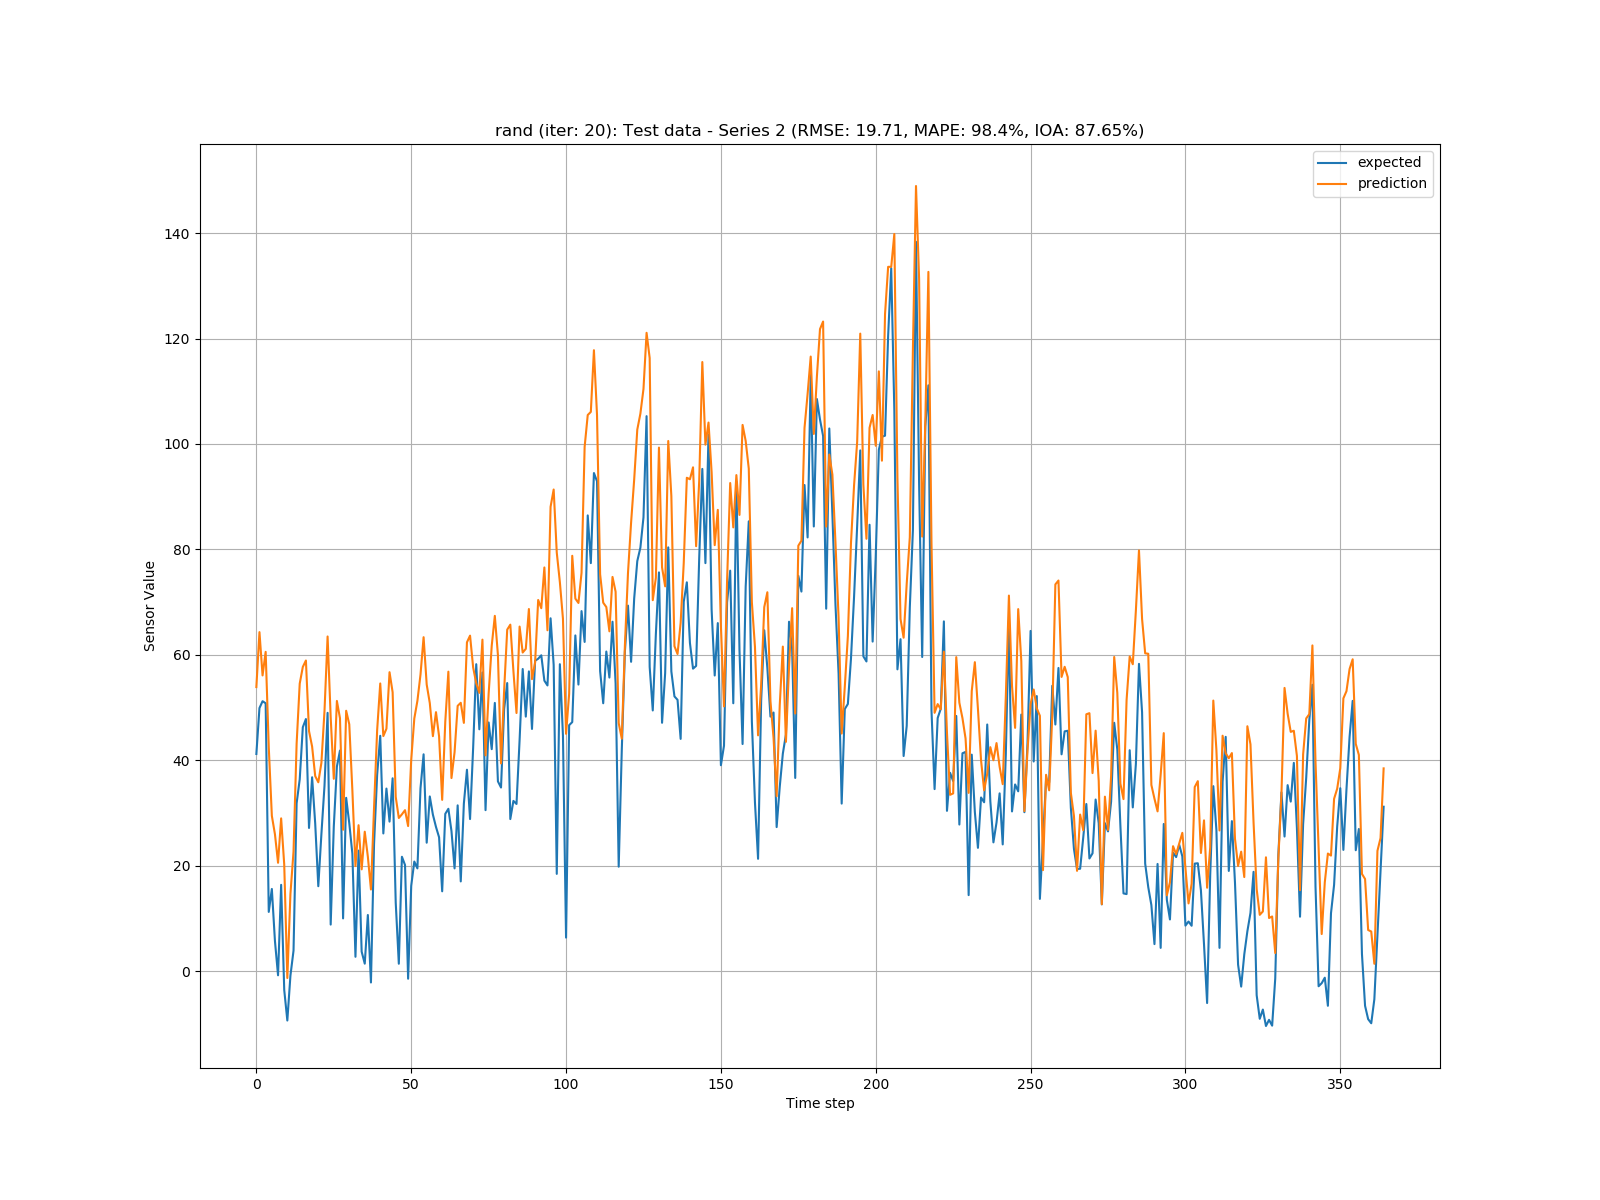 rand (iter: 20): Test data - Series 2 (RMSE: 19.71, MAPE: 98.4%, IOA: 87.65%)
expected
prediction
140
120
100
80
60
40
20
0
Sensor Value
0 50 100 150 200 250 300 350
Time step